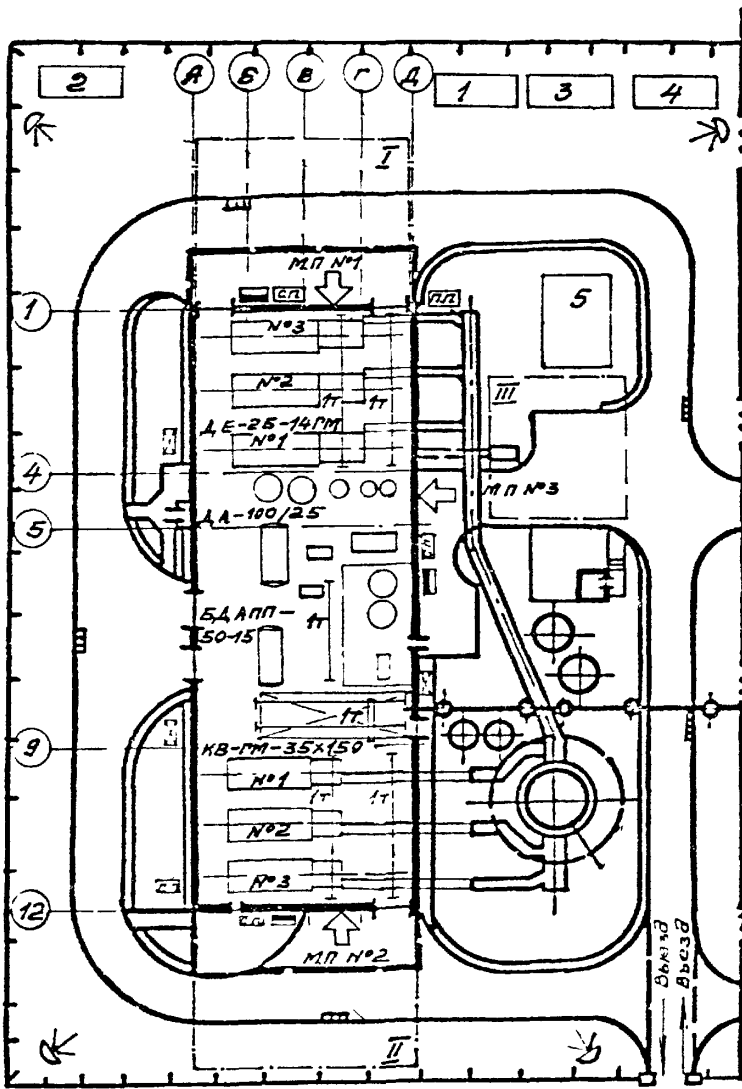 2
А
Б
В
Г
Д
1
3
4
I
МП №1
СП
ПЛ
1
№3
5
№2
1т
1т
III
ДЕ-25-14ГМ
№1
4
МП №3
ДА-100/25
5
БДАПП-
50-15
1т
1т
9
КВ-ГМ-35х150
№1
1т
1т
№2
№3
12
МП №2
Выезд
Въезд
II